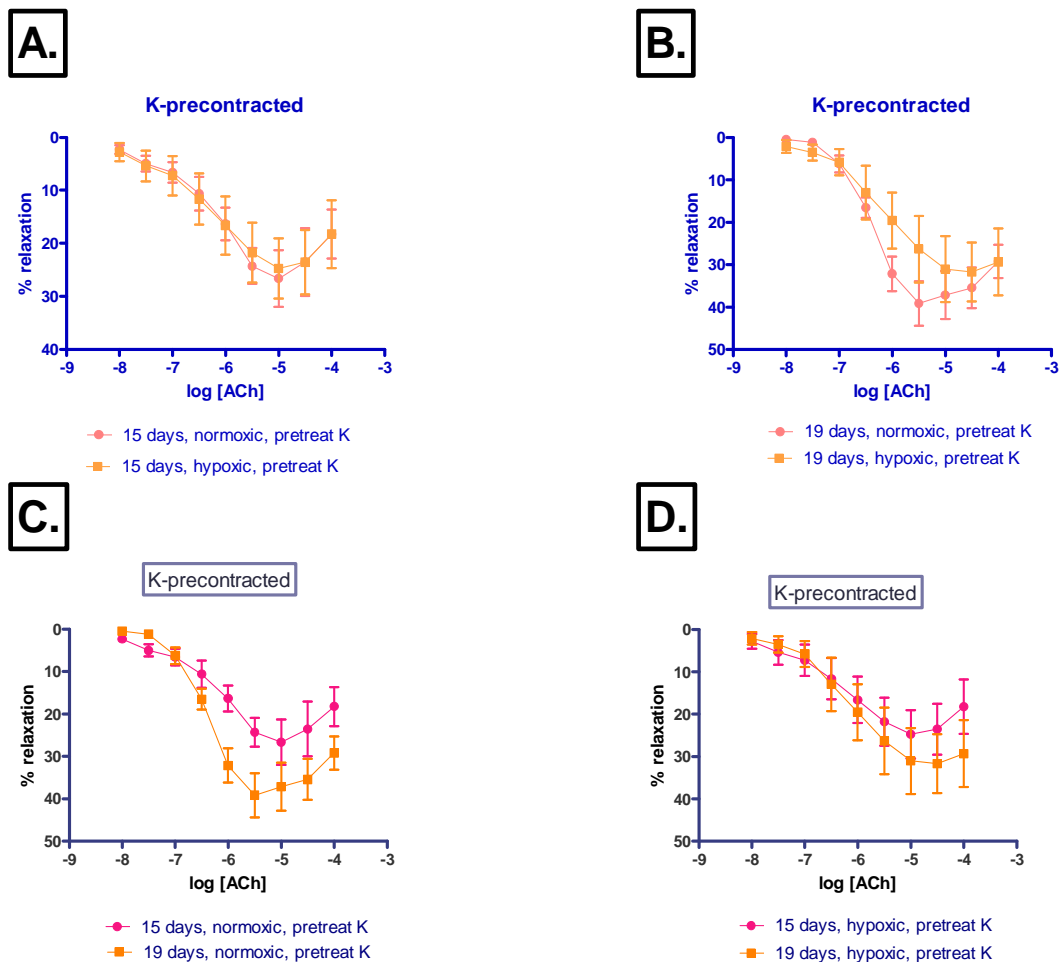 A.
K-precontracted
% relaxation
0
10
20
30
40
-9 -8 -7 -6 -5 -4 -3
log [ACh]
15 days, normoxic, pretreat K
15 days, hypoxic, pretreat K
B.
K-precontracted
% relaxation
0
10
20
30
40
50
-9 -8 -7 -6 -5 -4 -3
log [ACh]
19 days, normoxic, pretreat K
19 days, hypoxic, pretreat K
C.
K-precontracted
% relaxation
0
10
20
30
40
50
-9 -8 -7 -6 -5 -4 -3
log [ACh]
15 days, normoxic, pretreat K
19 days, normoxic, pretreat K
D.
K-precontracted
% relaxation
0
10
20
30
40
50
-9 -8 -7 -6 -5 -4 -3
log [ACh]
15 days, hypoxic, pretreat K
19 days, hypoxic, pretreat K